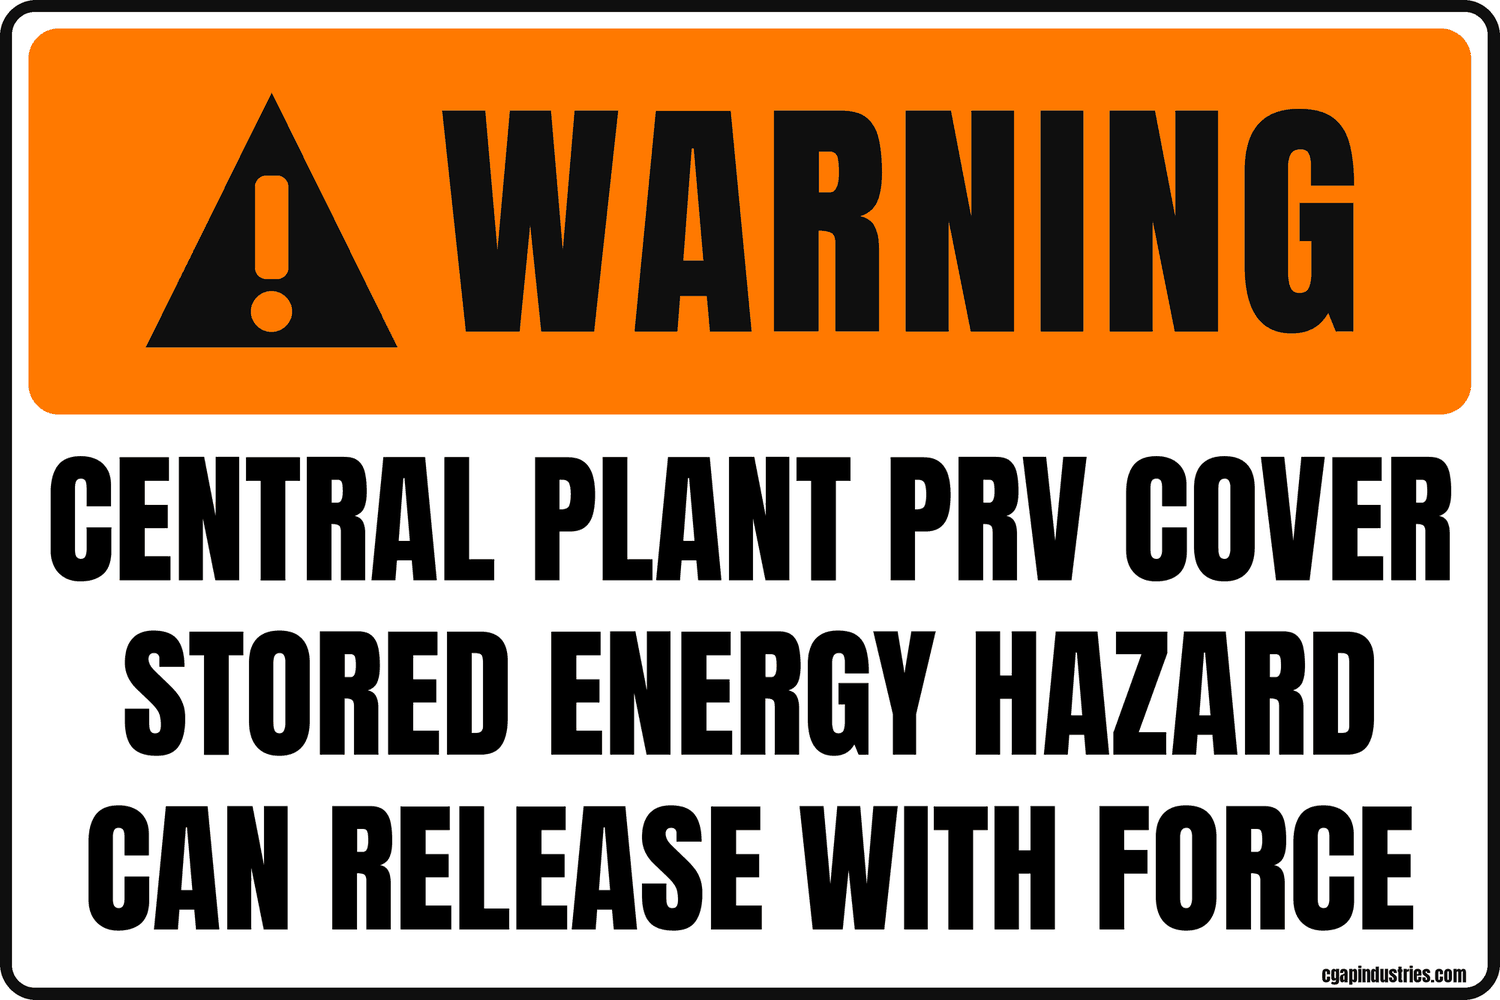 WARNING
CENTRAL PLANT PRV COVER
STORED ENERGY HAZARD
CAN RELEASE WITH FORCE
cgapindustries.com